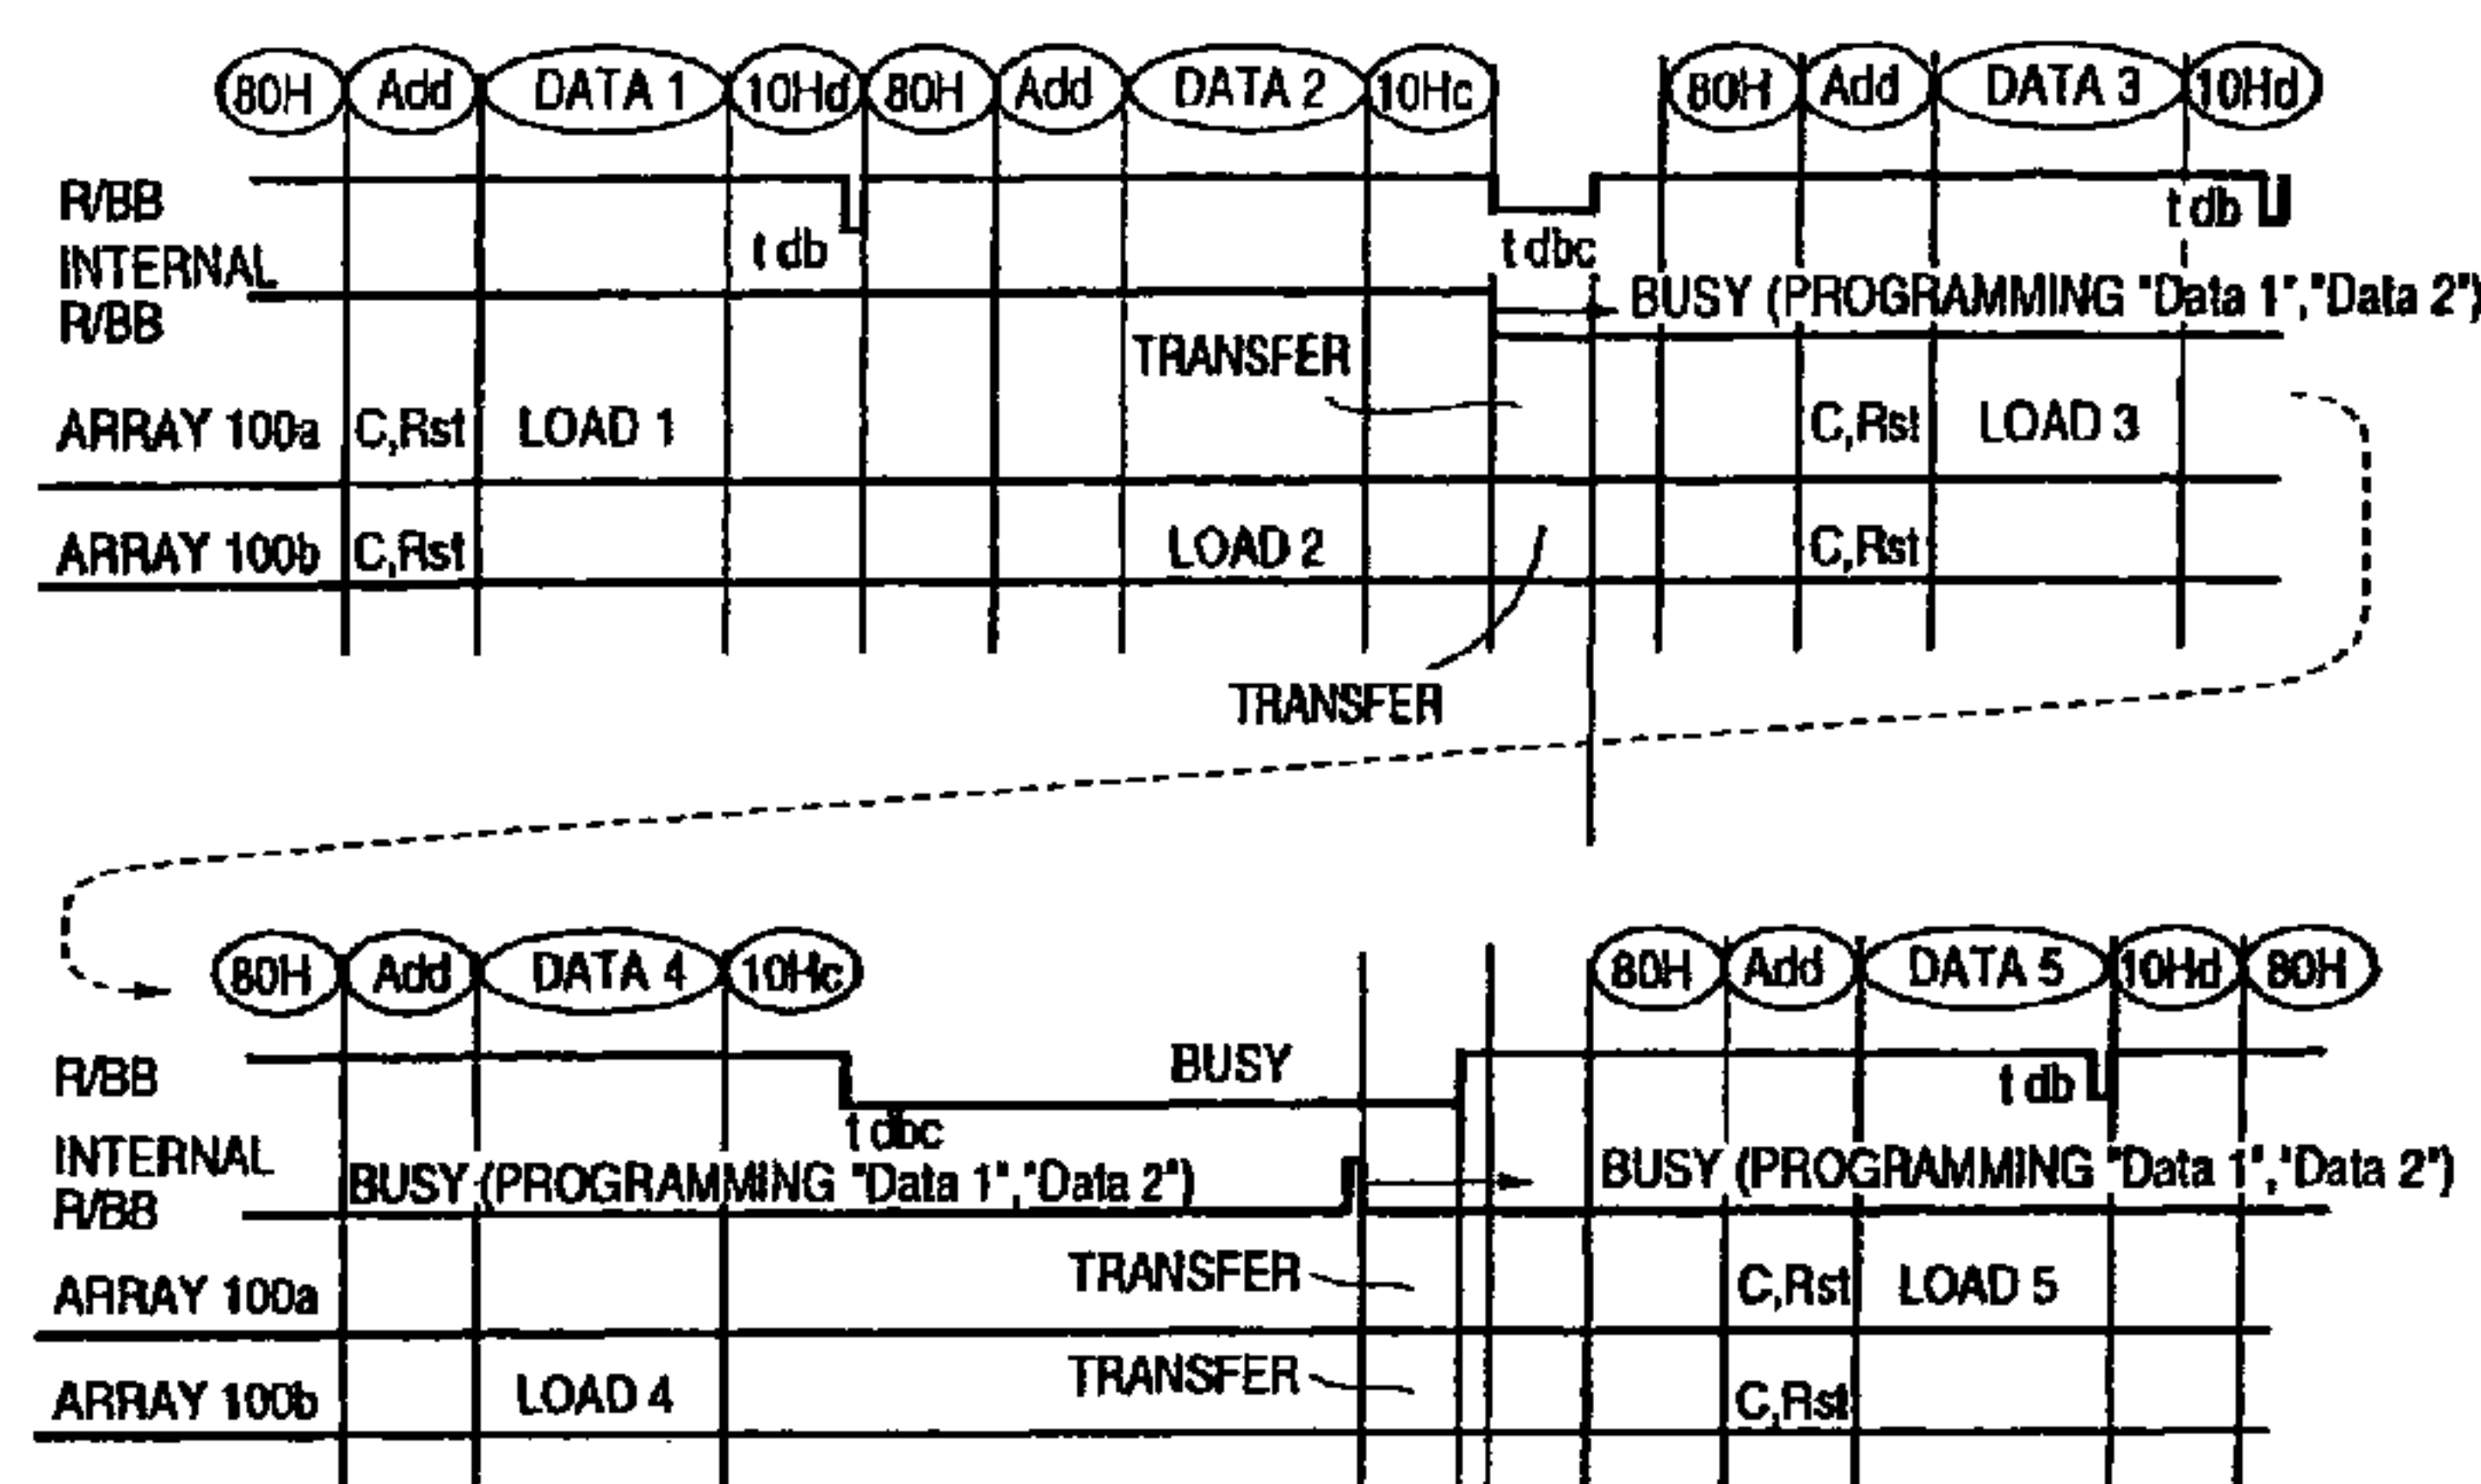 80H Add DATA 1 10Hd 80H Add DATA 2 10Hc 80H Add DATA 3 10Hd
R/BB
t db
t dbc
t db
INTERNAL
R/BB
BUSY (PROGRAMMING "Data 1","Data 2")
TRANSFER
ARRAY 100a C,Rst LOAD 1 C,Rst LOAD 3
ARRAY 100b C,Rst LOAD 2 C,Rst
TRANSFER
80H Add DATA 4 10Hc 80H Add DATA 5 10Hd 80H
R/BB
BUSY
t db
t dbc
INTERNAL
R/BB
BUSY (PROGRAMMING "Data 1","Data 2")
BUSY (PROGRAMMING "Data 1","Data 2")
ARRAY 100a TRANSFER C,Rst LOAD 5
ARRAY 100b LOAD 4 TRANSFER C,Rst